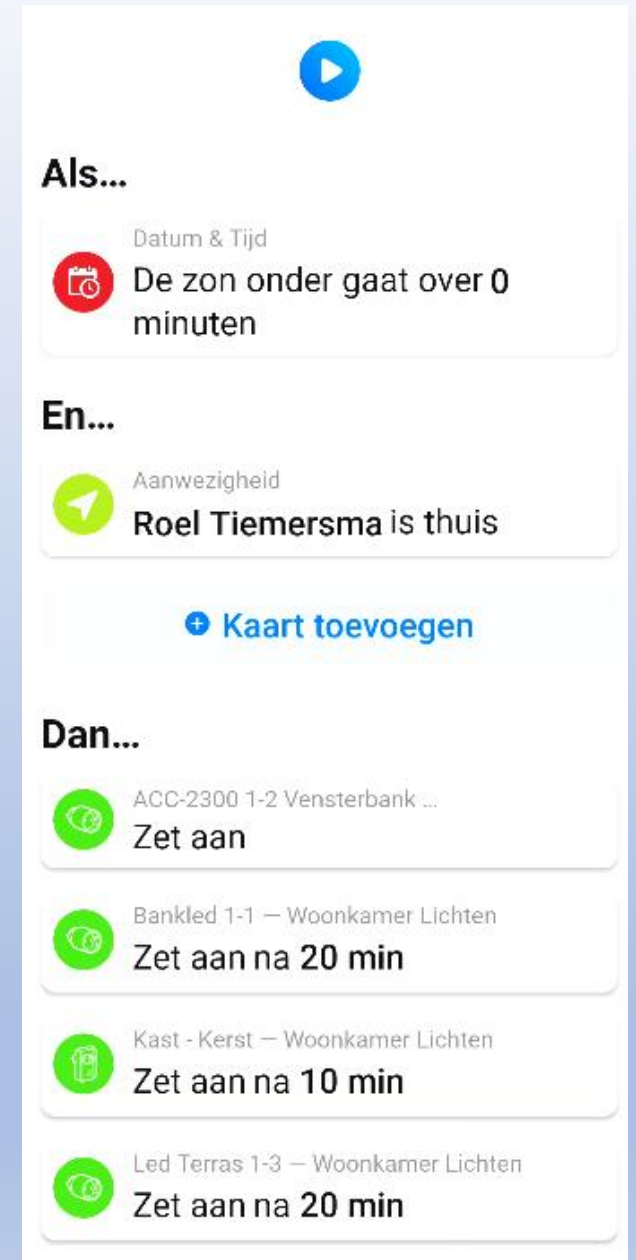 Als...
Datum & Tijd
De zon onder gaat over 0
minuten
En...
Aanwezigheid
Roel Tiemersma is thuis
Kaart toevoegen
Dan...
ACC-2300 1-2 Vensterbank ...
Zet aan
Bankled 1-1 — Woonkamer Lichten
Zet aan na 20 min
Kast - Kerst — Woonkamer Lichten
Zet aan na 10 min
Led Terras 1-3 — Woonkamer Lichten
Zet aan na 20 min